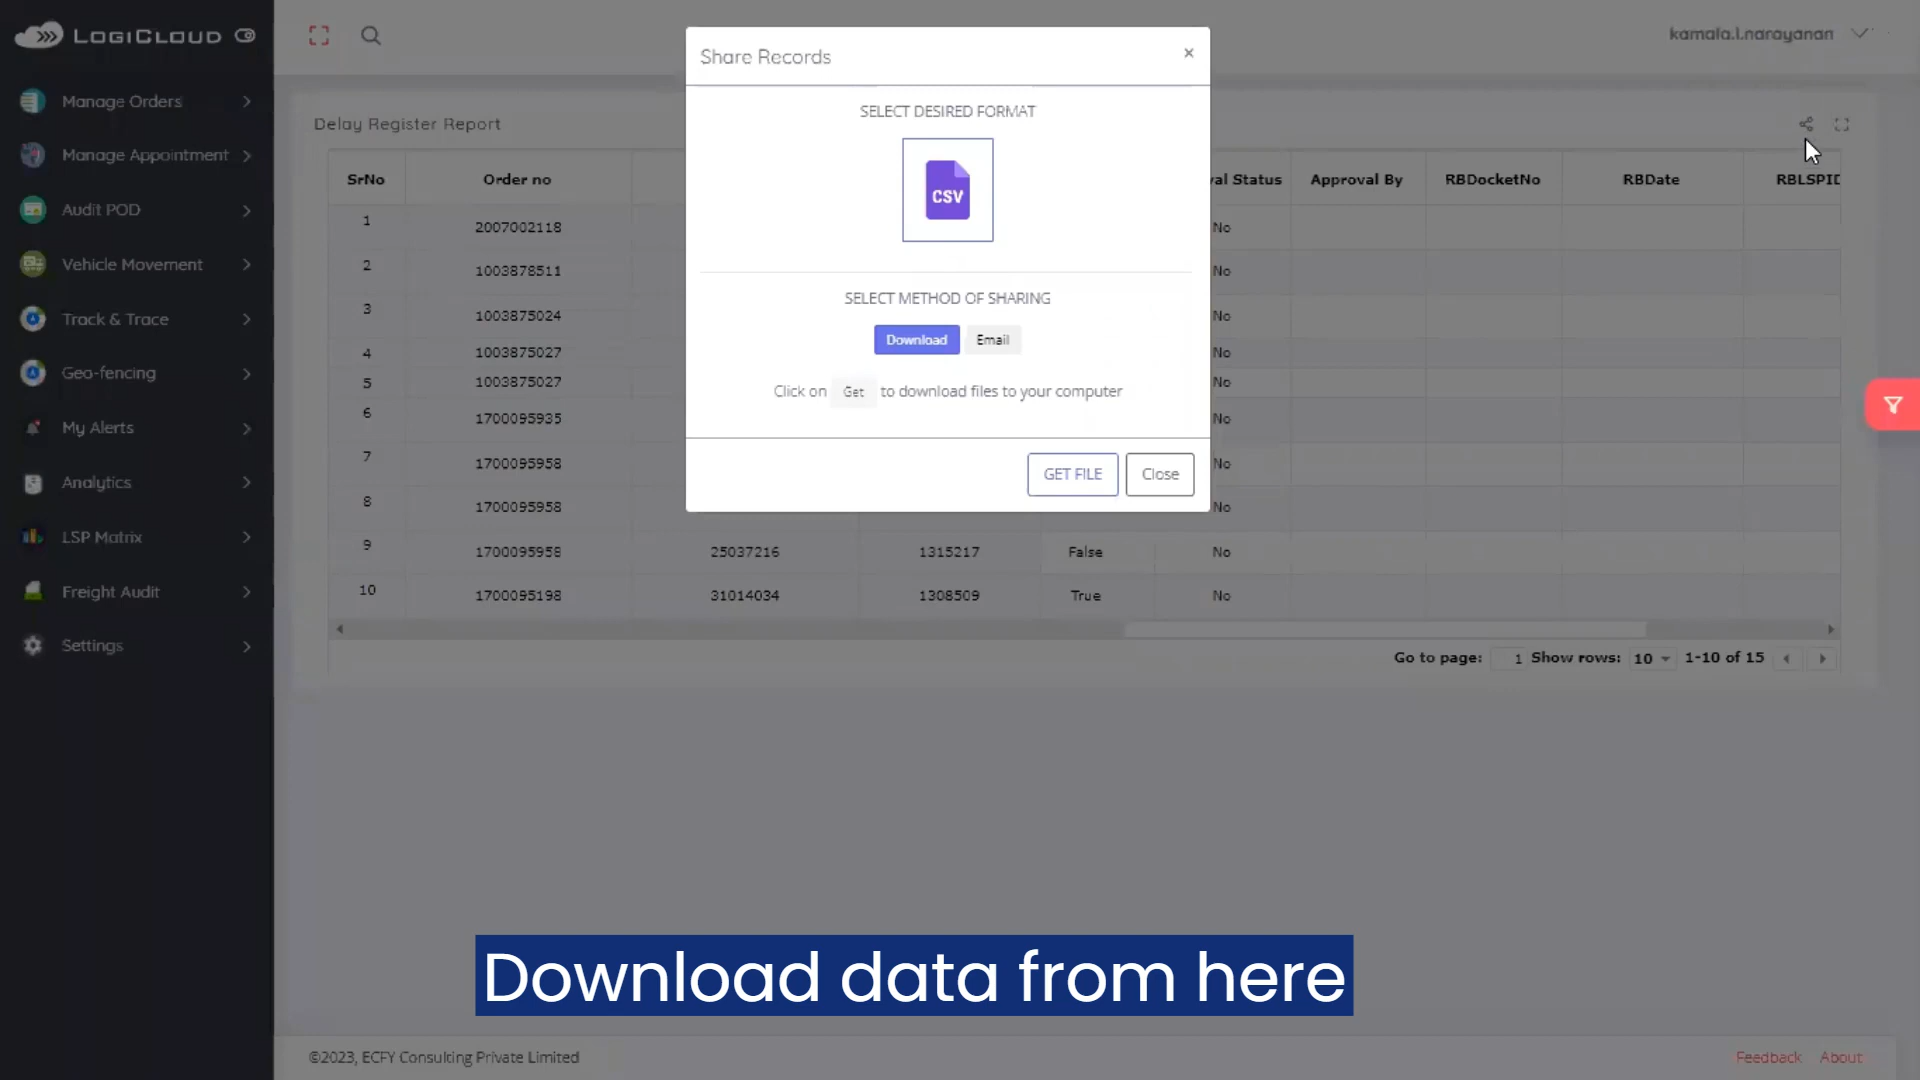 LOGICLOUD
kamala.l.narayanan
Manage Orders
Manage Appointment
Audit POD
Vehicle Movement
Track & Trace
Geo-fencing
My Alerts
Analytics
LSP Matrix
Freight Audit
Settings
Share Records ×
SELECT DESIRED FORMAT
CSV
SELECT METHOD OF SHARING
Download Email
Click on Get to download files to your computer
GET FILE Close
Delay Register Report
SrNo Order no val Status Approval By RBDocketNo RBDate RBLSPID
1 2007002118 No
2 1003878511 No
3 1003875024 No
4 1003875027 No
5 1003875027 No
6 1700095935 No
7 1700095958 No
8 1700095958 No
9 1700095958 25037216 1315217 False No
10 1700095198 31014034 1308509 True No
Go to page: 1 Show rows: 10 1-10 of 15
Download data from here
©2023, ECFY Consulting Private Limited
Feedback About